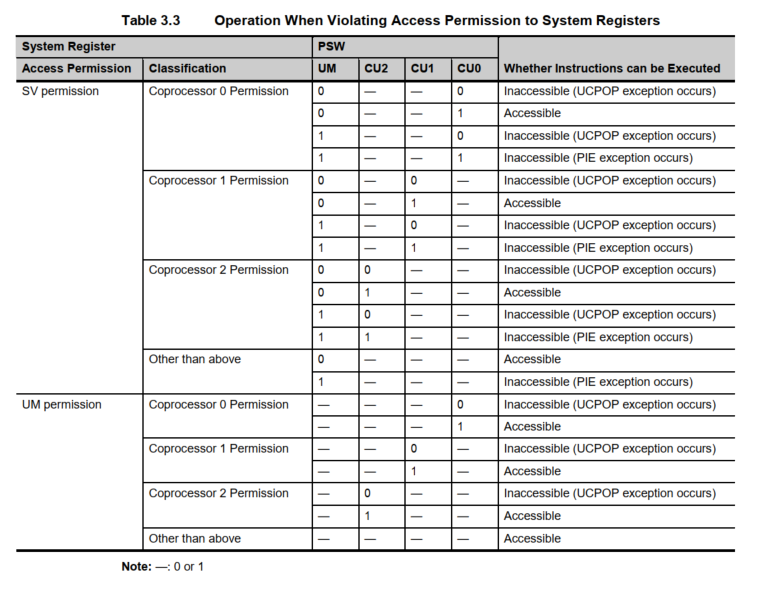 Table 3.3 Operation When Violating Access Permission to System Registers
System Register PSW
Access Permission Classification UM CU2 CU1 CU0 Whether Instructions can be Executed
SV permission Coprocessor 0 Permission 0 — — 0 Inaccessible (UCPOP exception occurs)
0 — — 1 Accessible
1 — — 0 Inaccessible (UCPOP exception occurs)
1 — — 1 Inaccessible (PIE exception occurs)
Coprocessor 1 Permission 0 — 0 — Inaccessible (UCPOP exception occurs)
0 — 1 — Accessible
1 — 0 — Inaccessible (UCPOP exception occurs)
1 — 1 — Inaccessible (PIE exception occurs)
Coprocessor 2 Permission 0 0 — — Inaccessible (UCPOP exception occurs)
0 1 — — Accessible
1 0 — — Inaccessible (UCPOP exception occurs)
1 1 — — Inaccessible (PIE exception occurs)
Other than above 0 — — — Accessible
1 — — — Inaccessible (PIE exception occurs)
UM permission Coprocessor 0 Permission — — — 0 Inaccessible (UCPOP exception occurs)
— — — 1 Accessible
Coprocessor 1 Permission — — 0 — Inaccessible (UCPOP exception occurs)
— — 1 — Accessible
Coprocessor 2 Permission — 0 — — Inaccessible (UCPOP exception occurs)
— 1 — — Accessible
Other than above — — — — Accessible
Note: —: 0 or 1